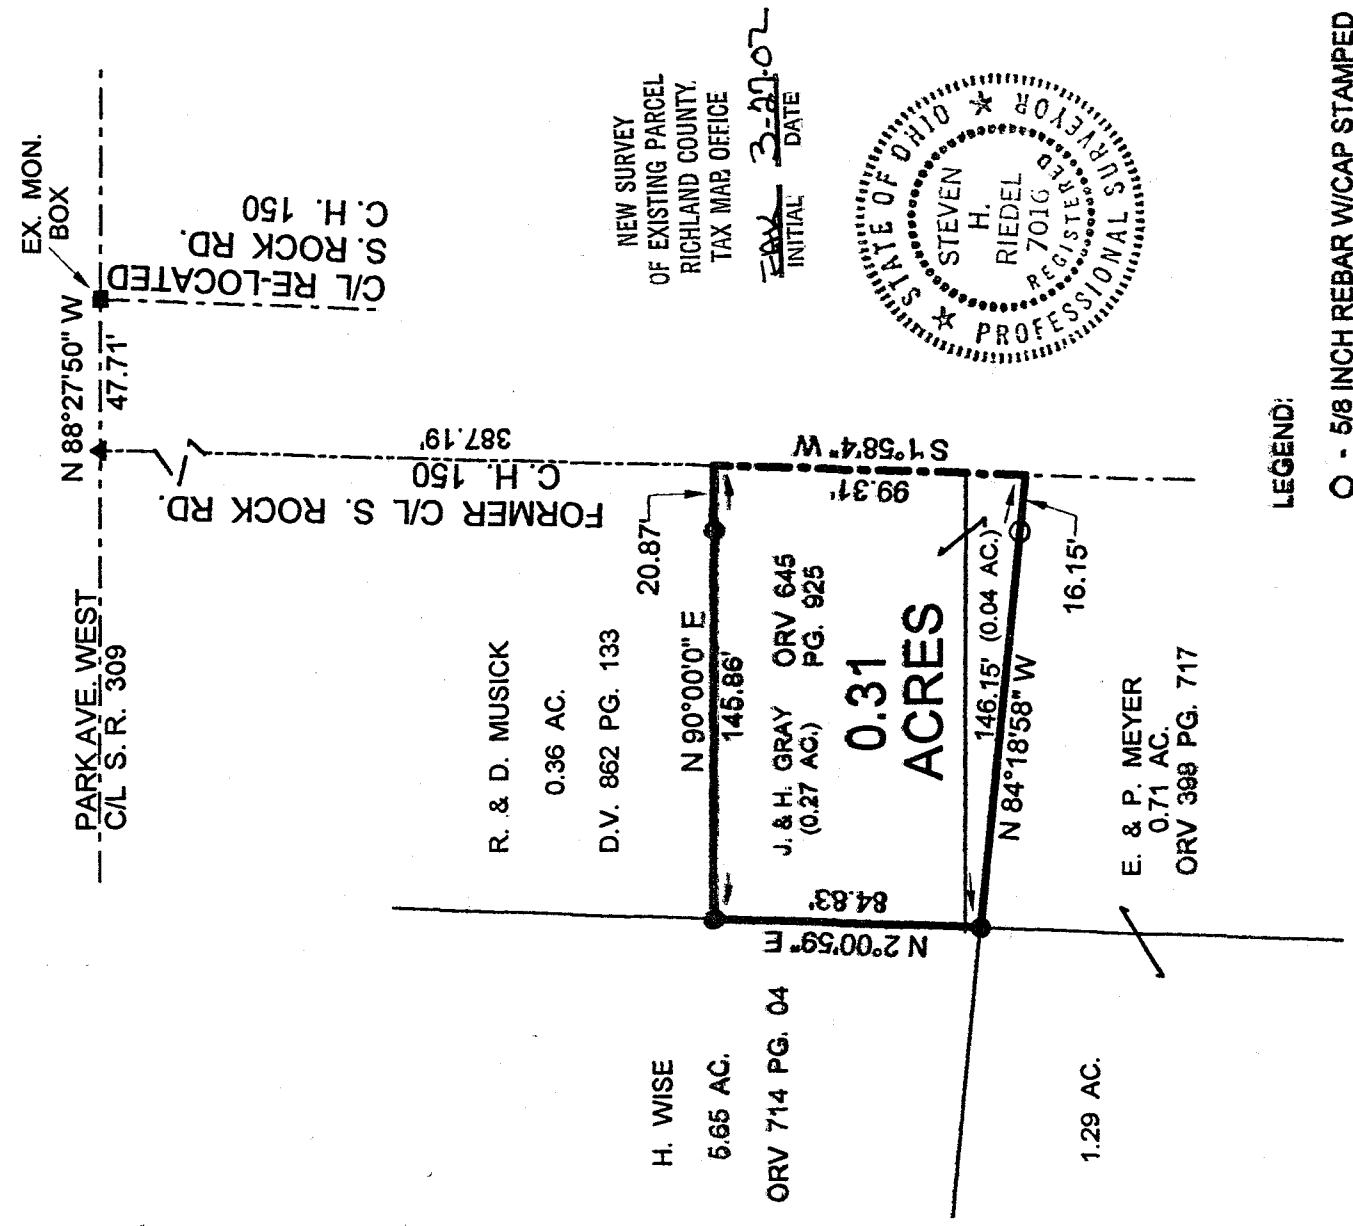 EX. MON.
BOX
N 88°27'50" W
47.71'
C/L RE-LOCATED
S. ROCK RD.
C. H. 150
PARK AVE. WEST
C/L S. R. 309
FORMER C/L S. ROCK RD.
C. H. 150
387.19'
NEW SURVEY
OF EXISTING PARCEL
RICHLAND COUNTY
TAX MAP OFFICE
3-27-02
INITIAL DATE
STATE OF OHIO
STEVEN
H.
RIEDEL
7016
REGISTERED
PROFESSIONAL SURVEYOR
R. & D. MUSICK
0.36 AC.
D.V. 862 PG. 133
20.87'
N 90°00'0" E
145.86'
S 1°58'4" W
99.31'
J. & H. GRAY ORV 645
(0.27 AC.) PG. 925
0.31
ACRES
84.83'
N 2°00'59" E
146.15' (0.04 AC.)
N 84°18'58" W
16.15'
E. & P. MEYER
0.71 AC.
ORV 398 PG. 717
H. WISE
5.65 AC.
ORV 714 PG. 04
1.29 AC.
LEGEND:
O - 5/8 INCH REBAR W/CAP STAMPED